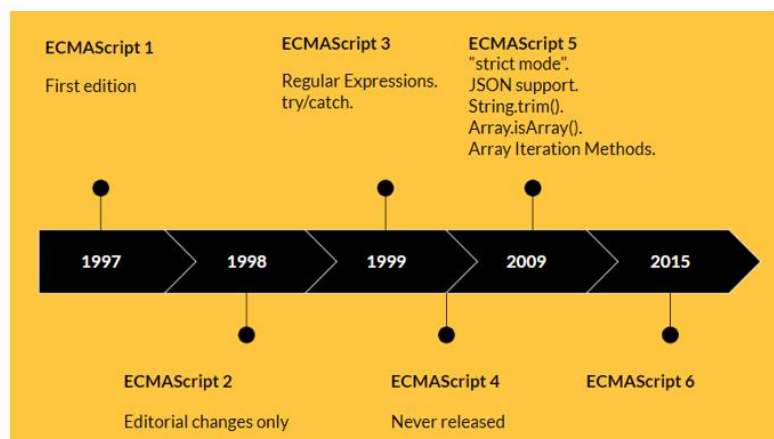 ECMAScript 1
First edition
ECMAScript 3
Regular Expressions.
try/catch.
ECMAScript 5
"strict mode".
JSON support.
String.trim().
Array.isArray().
Array Iteration Methods.
1997
1998
1999
2009
2015
ECMAScript 2
Editorial changes only
ECMAScript 4
Never released
ECMAScript 6